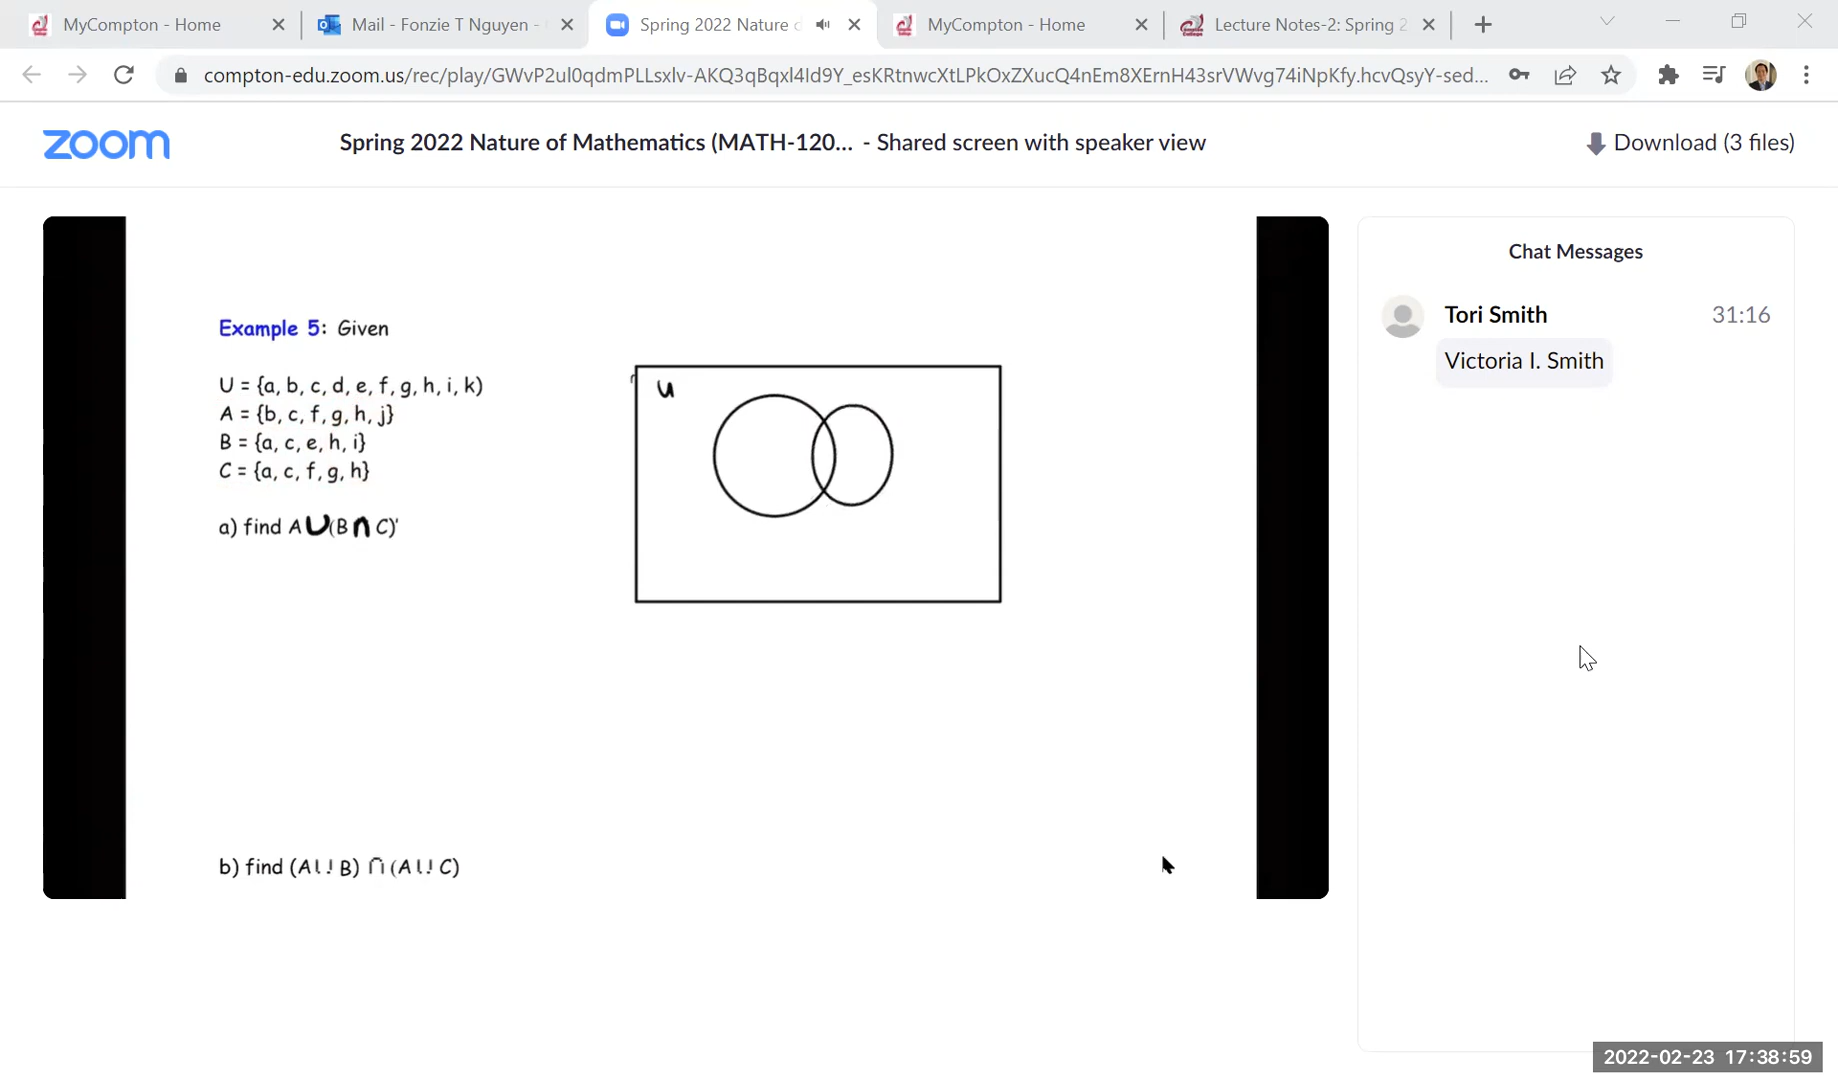 MyCompton - Home
Mail - Fonzie T Nguyen -
Spring 2022 Nature o
MyCompton - Home
Lecture Notes-2: Spring 2
compton-edu.zoom.us/rec/play/GWvP2ul0qdmPLLsxlv-AKQ3qBqxl4Id9Y_esKRtnwcXtLPkOxZXucQ4nEm8XErnH43srVWvg74iNpKfy.hcvQsyY-sed...
zoom
Spring 2022 Nature of Mathematics (MATH-120... - Shared screen with speaker view
Download (3 files)
Chat Messages
Tori Smith 31:16
Victoria I. Smith
Example 5: Given
U = {a, b, c, d, e, f, g, h, i, k)
A = {b, c, f, g, h, j}
B = {a, c, e, h, i}
C = {a, c, f, g, h}
a) find A∪(B∩C)'
U
b) find (A∪B) ∩ (A∪C)
2022-02-23 17:38:59